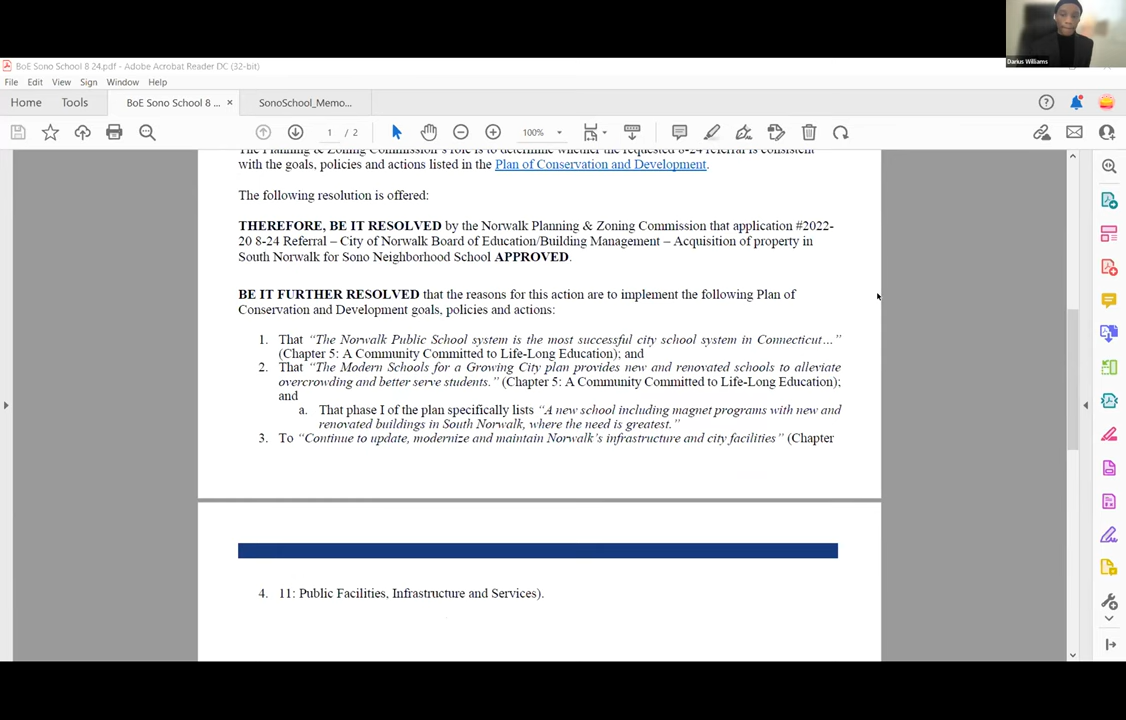 Darius Williams
BoE Sono School 8 24.pdf - Adobe Acrobat Reader DC (32-bit)
File Edit View Sign Window Help
Home Tools BoE Sono School 8 ... × SonoSchool_Memo...
1 / 2 100%
The Planning & Zoning Commission's role is to determine whether the requested 8-24 referral is consistent
with the goals, policies and actions listed in the Plan of Conservation and Development.
The following resolution is offered:
THEREFORE, BE IT RESOLVED by the Norwalk Planning & Zoning Commission that application #2022-
20 8-24 Referral – City of Norwalk Board of Education/Building Management – Acquisition of property in
South Norwalk for Sono Neighborhood School APPROVED.
BE IT FURTHER RESOLVED that the reasons for this action are to implement the following Plan of
Conservation and Development goals, policies and actions:
1. That “The Norwalk Public School system is the most successful city school system in Connecticut…”
(Chapter 5: A Community Committed to Life-Long Education); and
2. That “The Modern Schools for a Growing City plan provides new and renovated schools to alleviate
overcrowding and better serve students.” (Chapter 5: A Community Committed to Life-Long Education);
and
a. That phase I of the plan specifically lists “A new school including magnet programs with new and
renovated buildings in South Norwalk, where the need is greatest.”
3. To “Continue to update, modernize and maintain Norwalk’s infrastructure and city facilities” (Chapter
4. 11: Public Facilities, Infrastructure and Services).